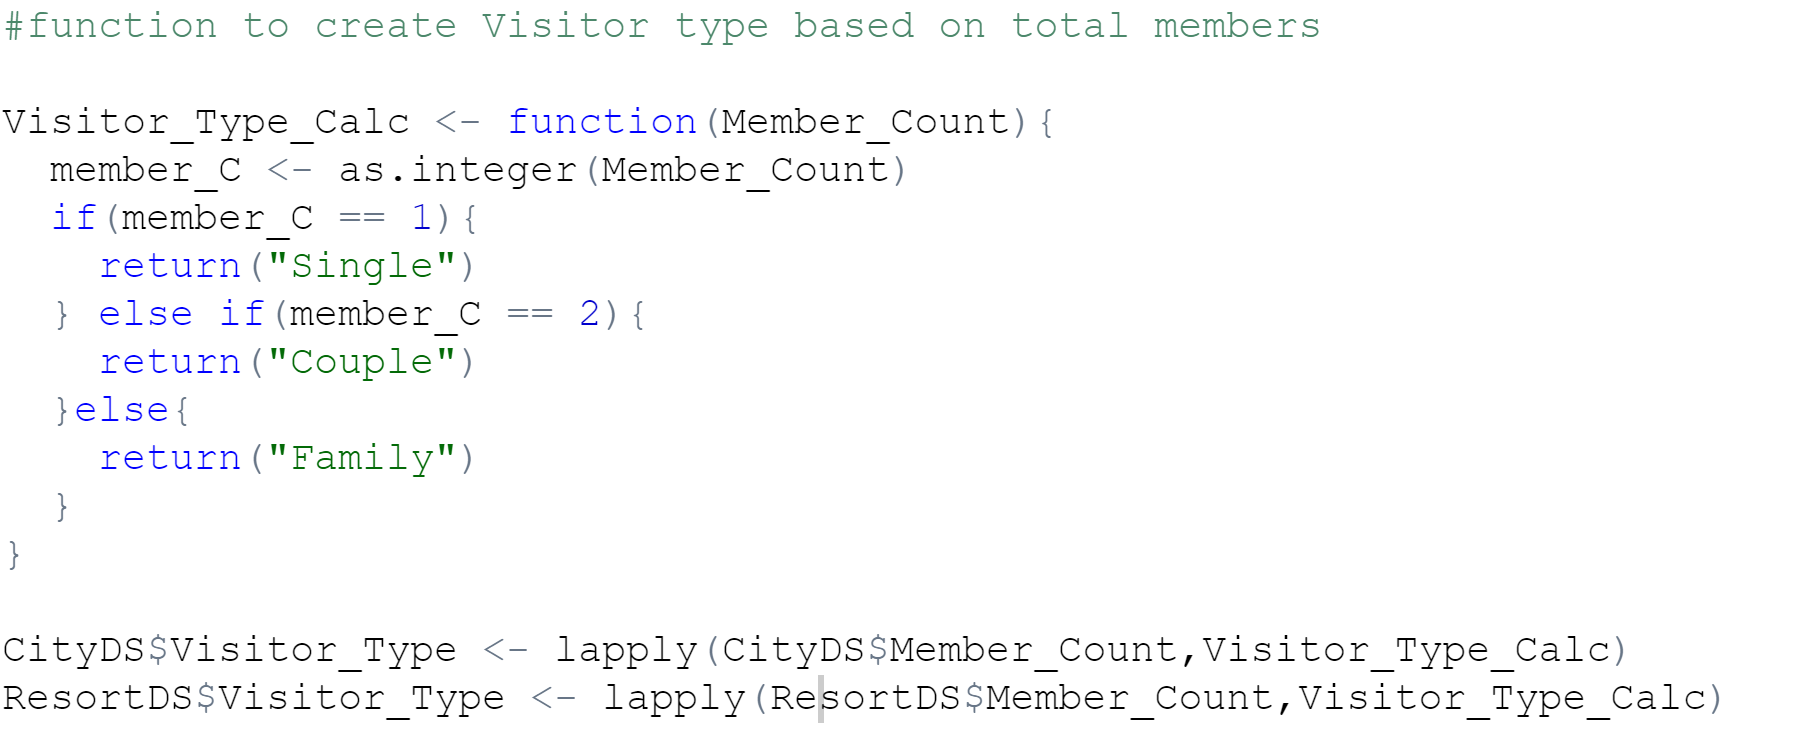 #function to create Visitor type based on total members
Visitor_Type_Calc <- function(Member_Count){
  member_C <- as.integer(Member_Count)
  if(member_C == 1){
    return("Single")
  } else if(member_C == 2){
    return("Couple")
  }else{
    return("Family")
  }
}
CityDS$Visitor_Type <- lapply(CityDS$Member_Count,Visitor_Type_Calc)
ResortDS$Visitor_Type <- lapply(ResortDS$Member_Count,Visitor_Type_Calc)